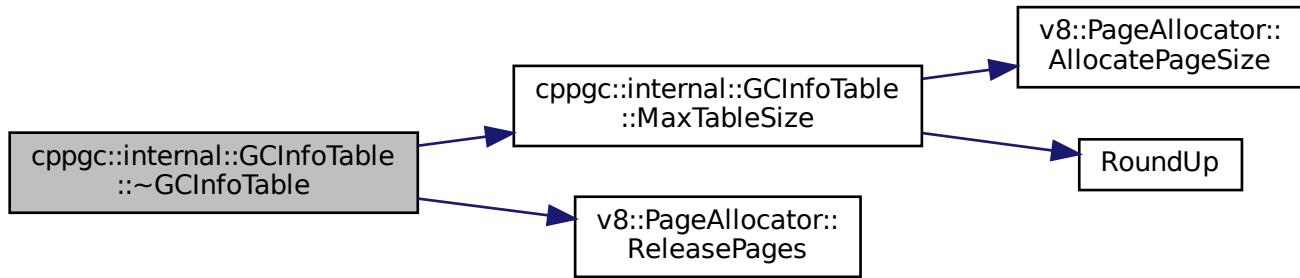 cppgc::internal::GCInfoTable
::~GCInfoTable
cppgc::internal::GCInfoTable
::MaxTableSize
v8::PageAllocator::
AllocatePageSize
RoundUp
v8::PageAllocator::
ReleasePages